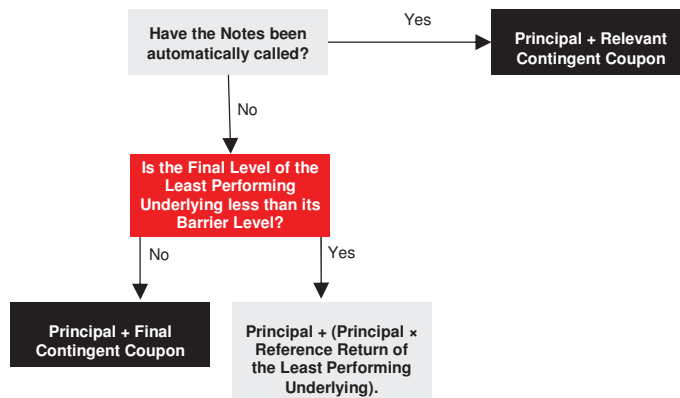 Have the Notes been
automatically called?
Yes
Principal + Relevant
Contingent Coupon
No
Is the Final Level of the
Least Performing
Underlying less than its
Barrier Level?
No
Yes
Principal + Final
Contingent Coupon
Principal + (Principal ×
Reference Return of
the Least Performing
Underlying).